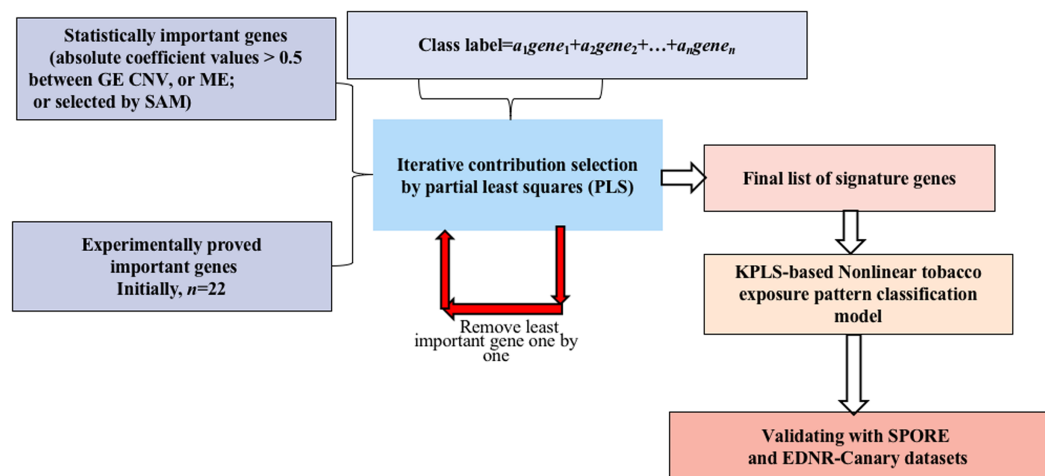 Statistically important genes
(absolute coefficient values > 0.5
between GE CNV, or ME;
or selected by SAM)
Class label=a₁gene₁+a₂gene₂+…+aₙgeneₙ
Iterative contribution selection
by partial least squares (PLS)
Experimentally proved
important genes
Initially, n=22
Remove least
important gene one by
one
Final list of signature genes
KPLS-based Nonlinear tobacco
exposure pattern classification
model
Validating with SPORE
and EDNR-Canary datasets